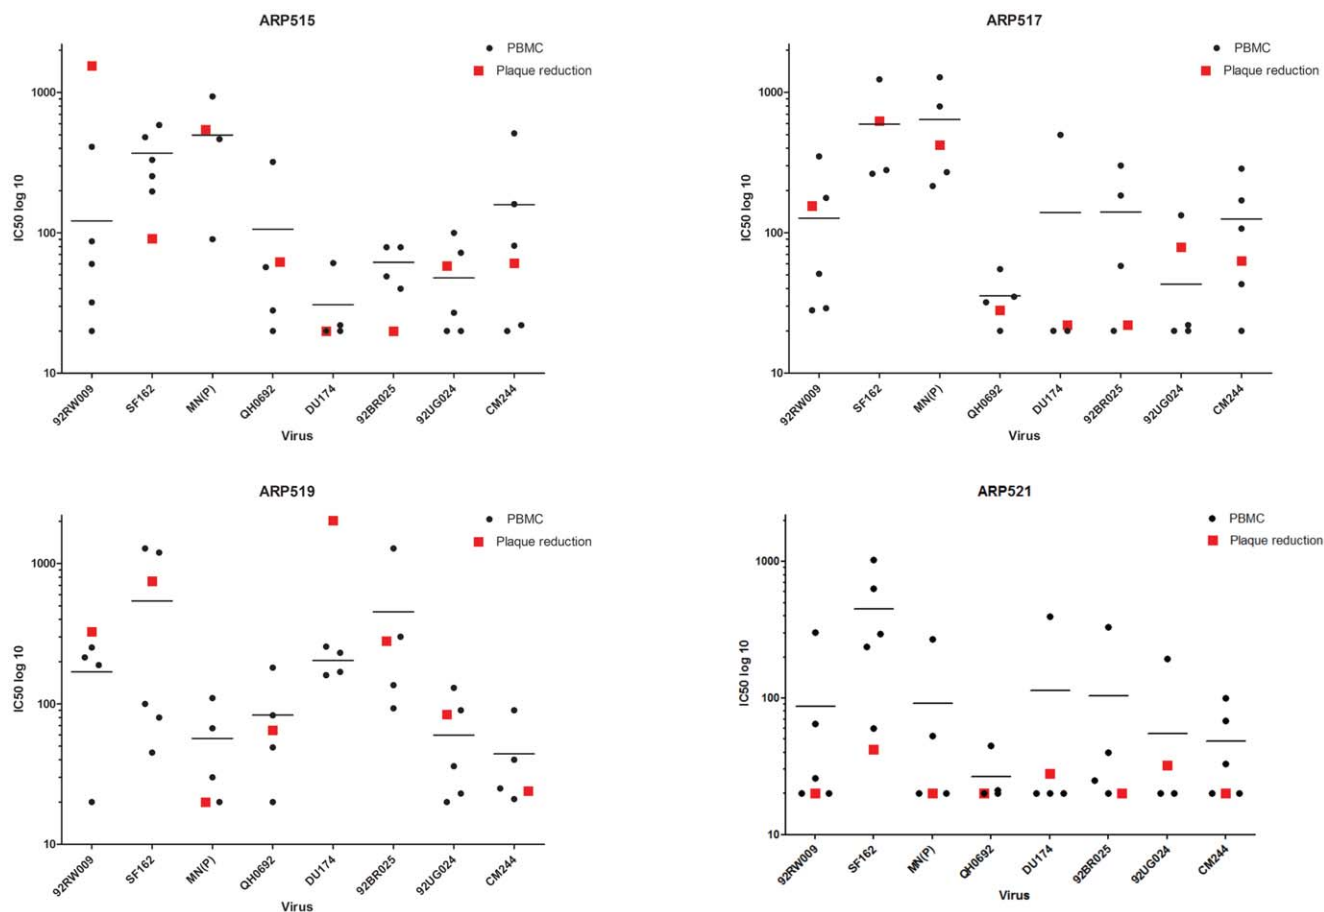 ARP515
PBMC
Plaque reduction
1000
100
10
IC50 log 10
92RW009
SF162
MN(P)
QH0692
DU174
92BR025
92UG024
CM244
Virus
ARP517
PBMC
Plaque reduction
1000
100
10
IC50 log 10
92RW009
SF162
MN(P)
QH0692
DU174
92BR025
92UG024
CM244
Virus
ARP519
PBMC
Plaque reduction
1000
100
10
IC50 log 10
92RW009
SF162
MN(P)
QH0692
DU174
92BR025
92UG024
CM244
Virus
ARP521
PBMC
Plaque reduction
1000
100
10
IC50 log 10
92RW009
SF162
MN(P)
QH0692
DU174
92BR025
92UG024
CM244
Virus